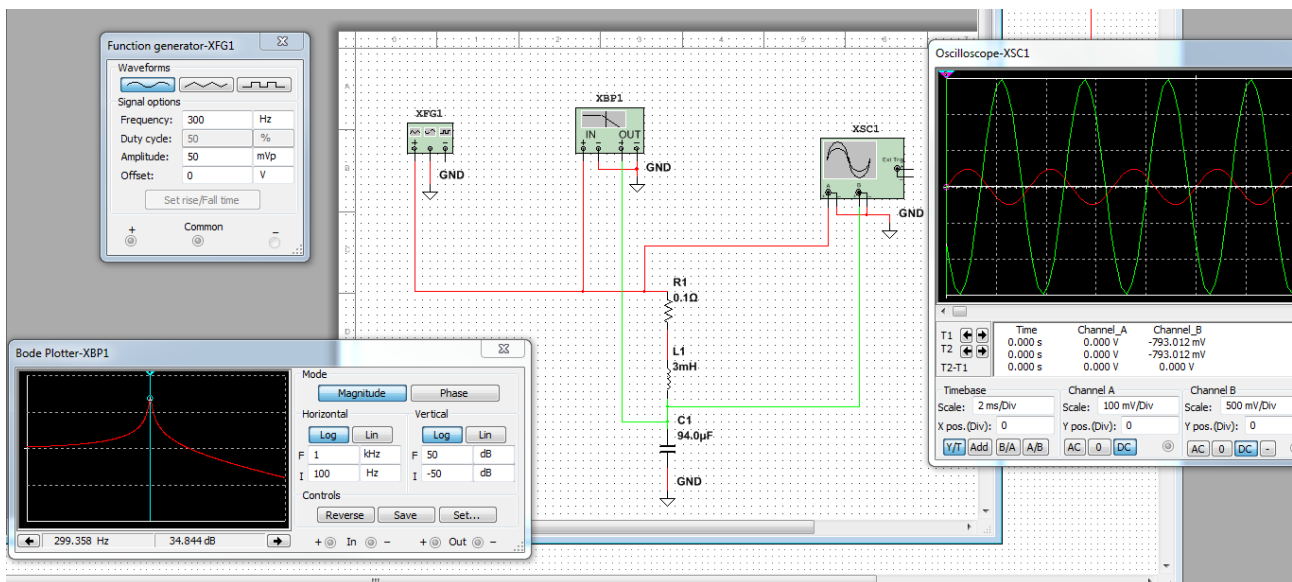 Function generator-XFG1
Waveforms
Signal options
Frequency: 300 Hz
Duty cycle: 50 %
Amplitude: 50 mVp
Offset: 0 V
Set rise/Fall time
+ Common −
0 1 2 3 4 5 6
A
B
C
D
XFG1
+ −
GND
XBP1
IN OUT
+ − + −
GND
XSC1
Ext Trig
A B
GND
R1
0.1Ω
L1
3mH
C1
94.0µF
GND
Oscilloscope-XSC1
Time Channel_A Channel_B
T1 0.000 s 0.000 V -793.012 mV
T2 0.000 s 0.000 V -793.012 mV
T2-T1 0.000 s 0.000 V 0.000 V
Timebase Channel A Channel B
Scale: 2 ms/Div Scale: 100 mV/Div Scale: 500 mV/Div
X pos.(Div): 0 Y pos.(Div): 0 Y pos.(Div): 0
Y/T Add B/A A/B AC 0 DC AC 0 DC -
Bode Plotter-XBP1
Mode
Magnitude Phase
Horizontal Vertical
Log Lin Log Lin
F 1 kHz F 50 dB
I 100 Hz I -50 dB
Controls
Reverse Save Set...
299.358 Hz 34.844 dB + In − + Out −